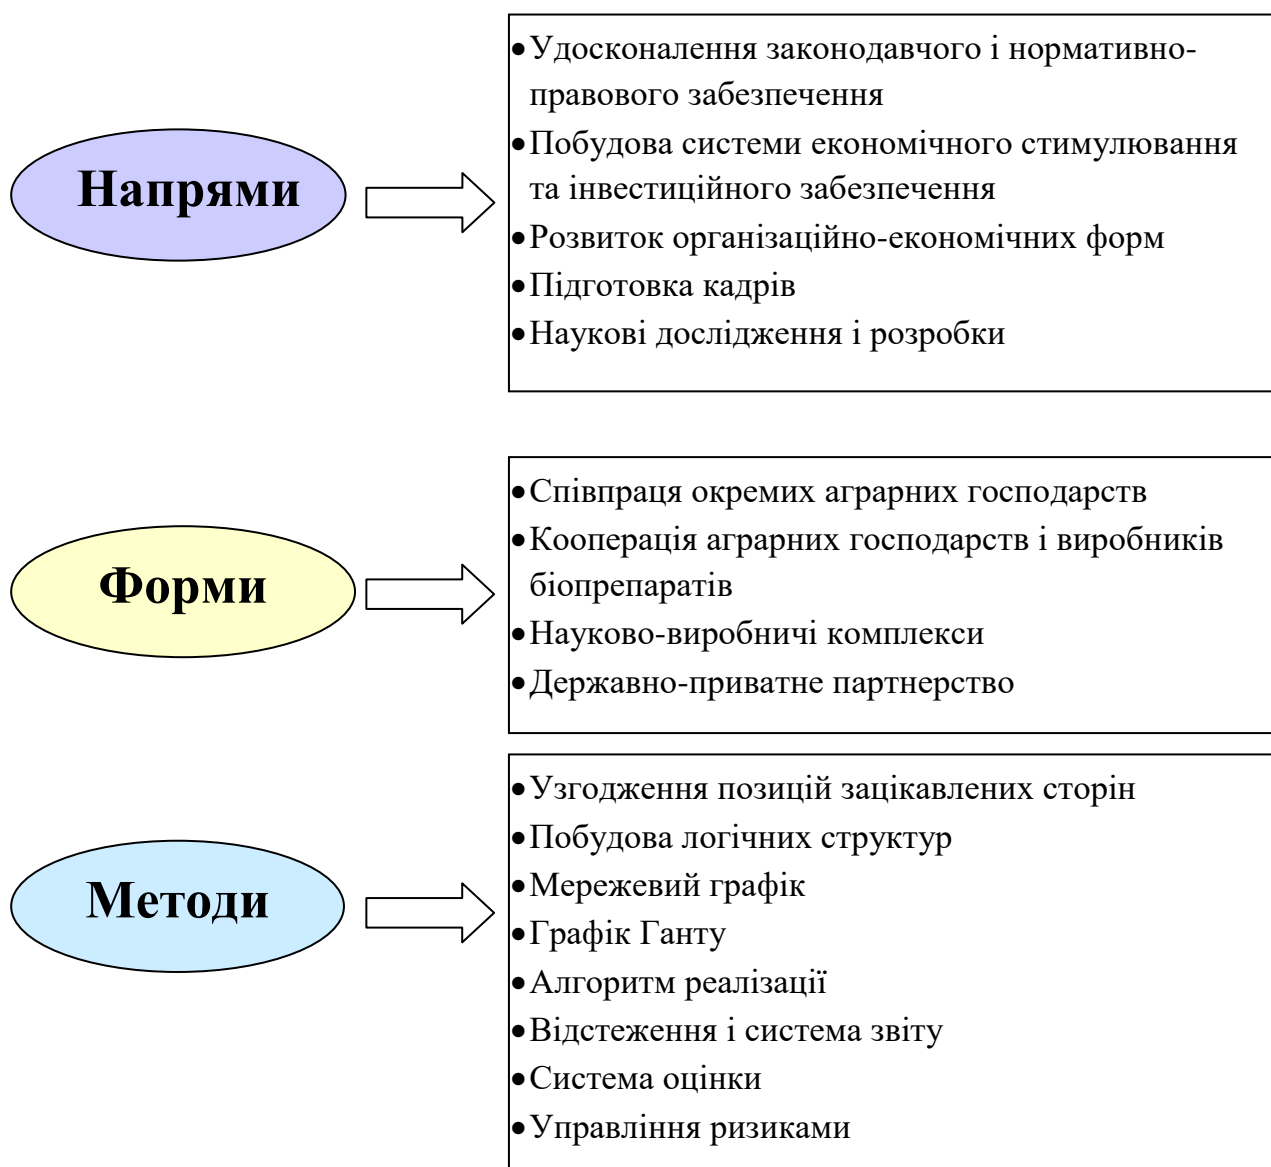 Напрями
•Удосконалення законодавчого і нормативно-
правового забезпечення
•Побудова системи економічного стимулювання
та інвестиційного забезпечення
•Розвиток організаційно-економічних форм
•Підготовка кадрів
•Наукові дослідження і розробки
Форми
•Співпраця окремих аграрних господарств
•Кооперація аграрних господарств і виробників
біопрепаратів
•Науково-виробничі комплекси
•Державно-приватне партнерство
Методи
•Узгодження позицій зацікавлених сторін
•Побудова логічних структур
•Мережевий графік
•Графік Ганту
•Алгоритм реалізації
•Відстеження і система звіту
•Система оцінки
•Управління ризиками